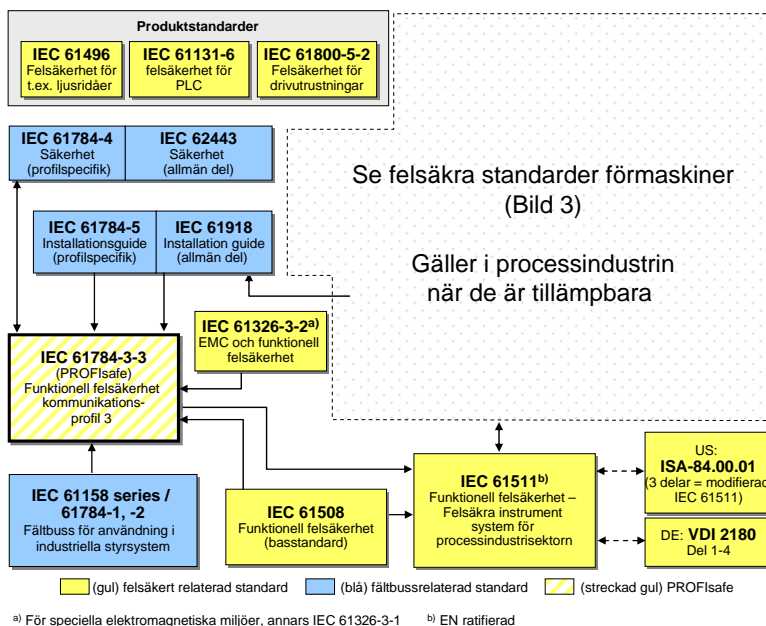 Produktstandarder
IEC 61496
Felsäkerhet för
t.ex. ljusridåer
IEC 61131-6
felsäkerhet för
PLC
IEC 61800-5-2
Felsäkerhet för
drivutrustningar
IEC 61784-4
Säkerhet
(profilspecifik)
IEC 62443
Säkerhet
(allmän del)
Se felsäkra standarder förmaskiner
(Bild 3)
Gäller i processindustrin
när de är tillämpbara
IEC 61784-5
Installationsguide
(profilspecifik)
IEC 61918
Installation guide
(allmän del)
IEC 61326-3-2a)
EMC och funktionell
felsäkerhet
IEC 61784-3-3
(PROFIsafe)
Funktionell felsäkerhet
kommunikations-
profil 3
IEC 61158 series /
61784-1, -2
Fältbuss för användning i
industriella styrsystem
IEC 61508
Funktionell felsäkerhet
(basstandard)
IEC 61511b)
Funktionell felsäkerhet –
Felsäkra instrument
system för
processindustrisektorn
US:
ISA-84.00.01
(3 delar = modifierad
IEC 61511)
DE: VDI 2180
Del 1-4
(gul) felsäkert relaterad standard
(blå) fältbussrelaterad standard
(streckad gul) PROFIsafe
a) För speciella elektromagnetiska miljöer, annars IEC 61326-3-1
b) EN ratifierad